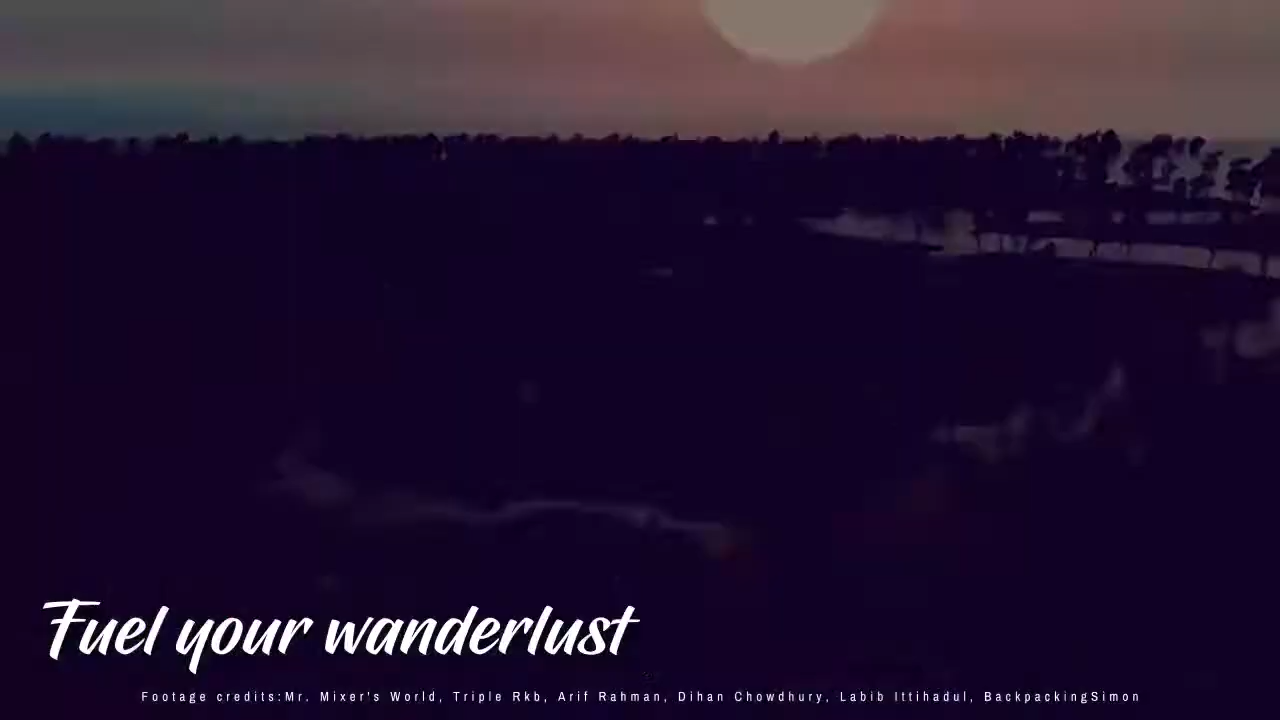 Fuel your wanderlust
Footage credits:Mr. Mixer's World, Triple Rkb, Arif Rahman, Dihan Chowdhury, Labib Ittihadul, BackpackingSimon